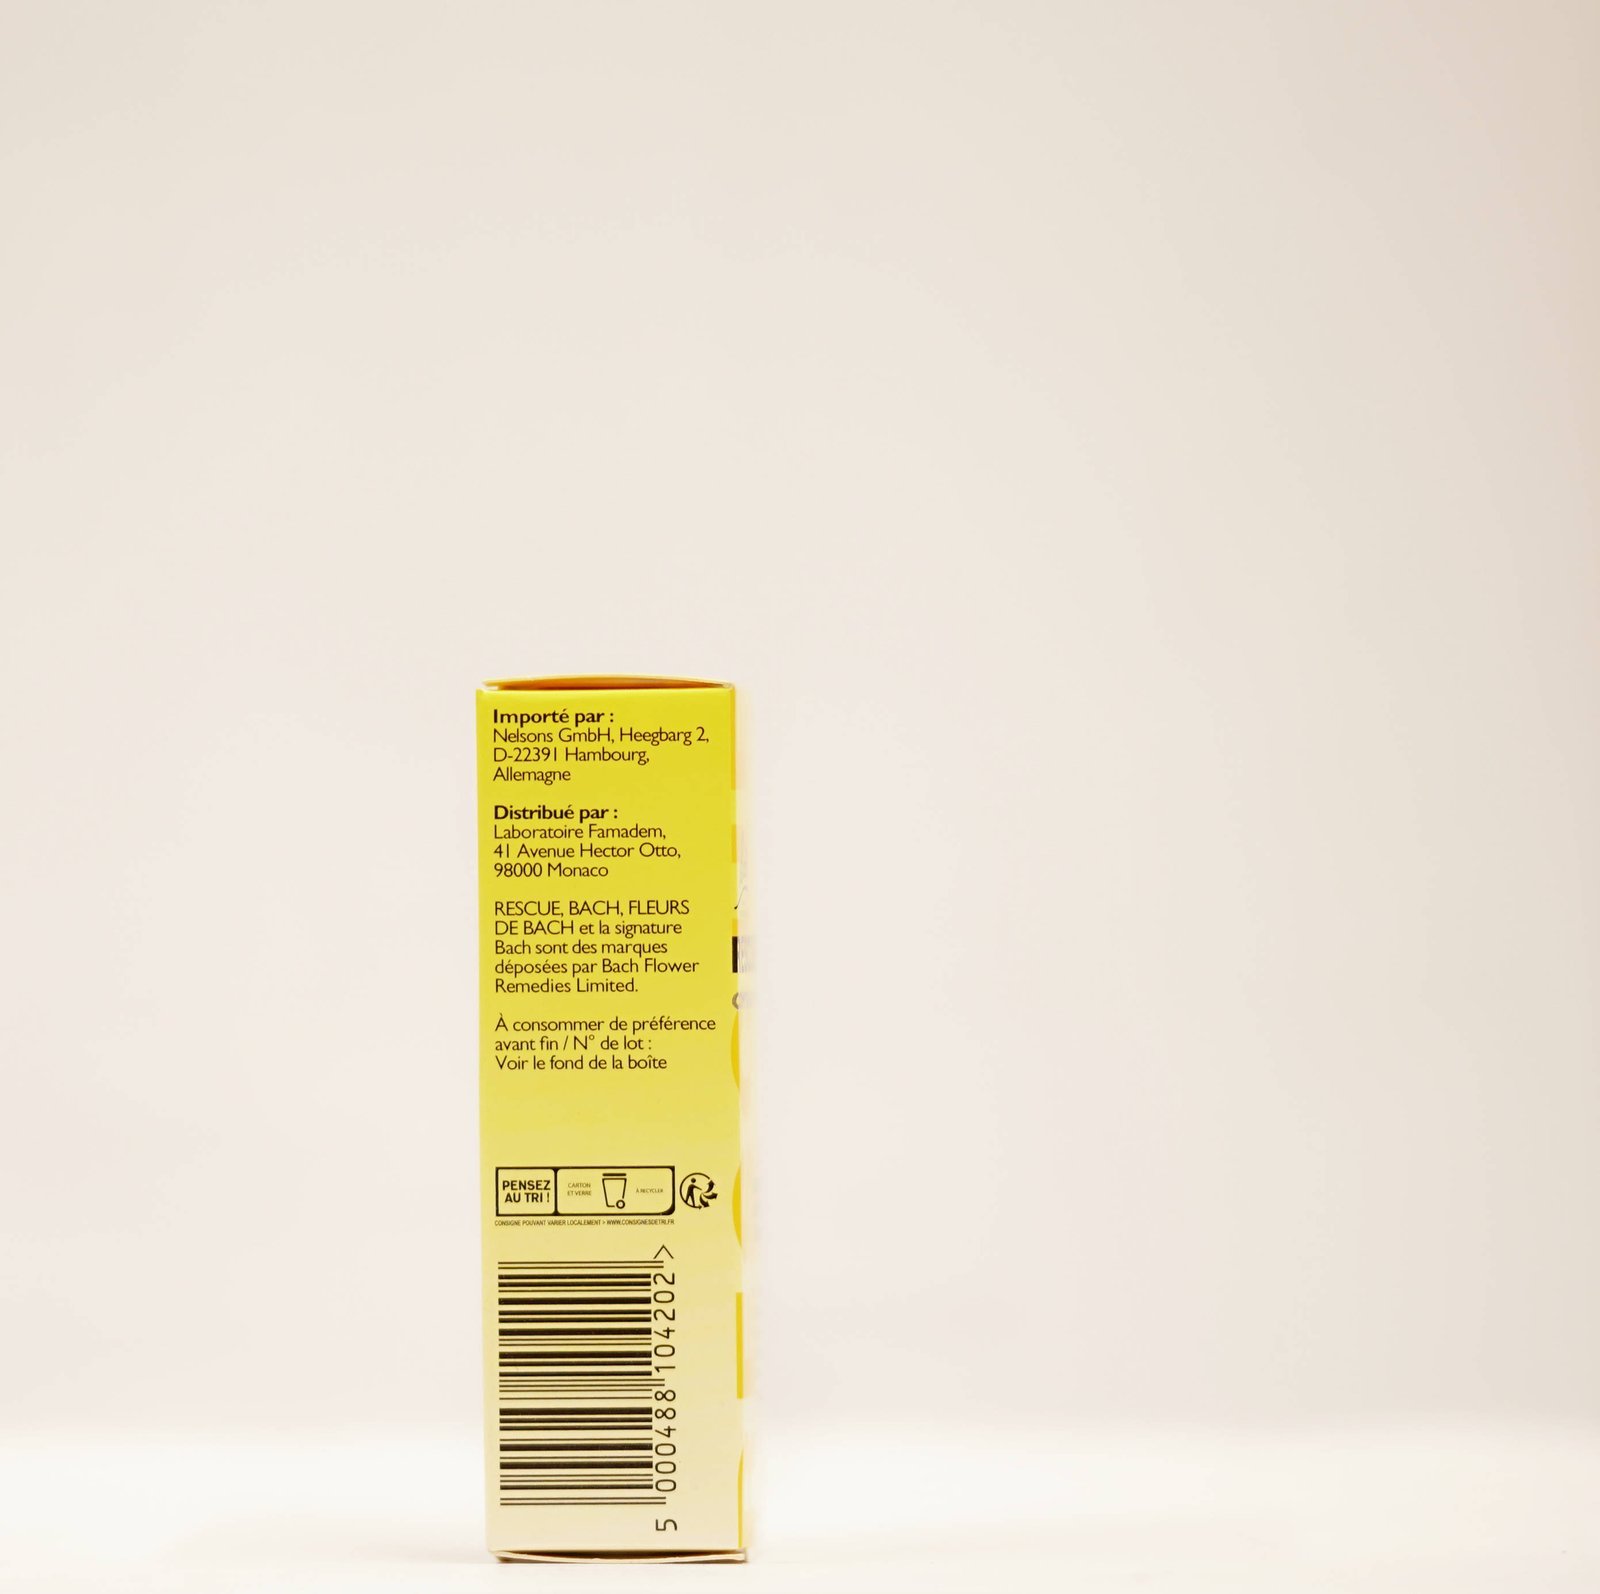 Importé par :
Nelsons GmbH, Heegbarg 2,
D-22391 Hambourg,
Allemagne
Distribué par :
Laboratoire Famadem,
41 Avenue Hector Otto,
98000 Monaco
RESCUE, BACH, FLEURS
DE BACH et la signature
Bach sont des marques
déposées par Bach Flower
Remedies Limited.
À consommer de préférence
avant fin / N° de lot :
Voir le fond de la boîte
PENSEZ
AU TRI !
CARTON
ET VERRE
À RECYCLER
CONSIGNE POUVANT VARIER LOCALEMENT > WWW.CONSIGNESDETRI.FR
5 000488 104202 >